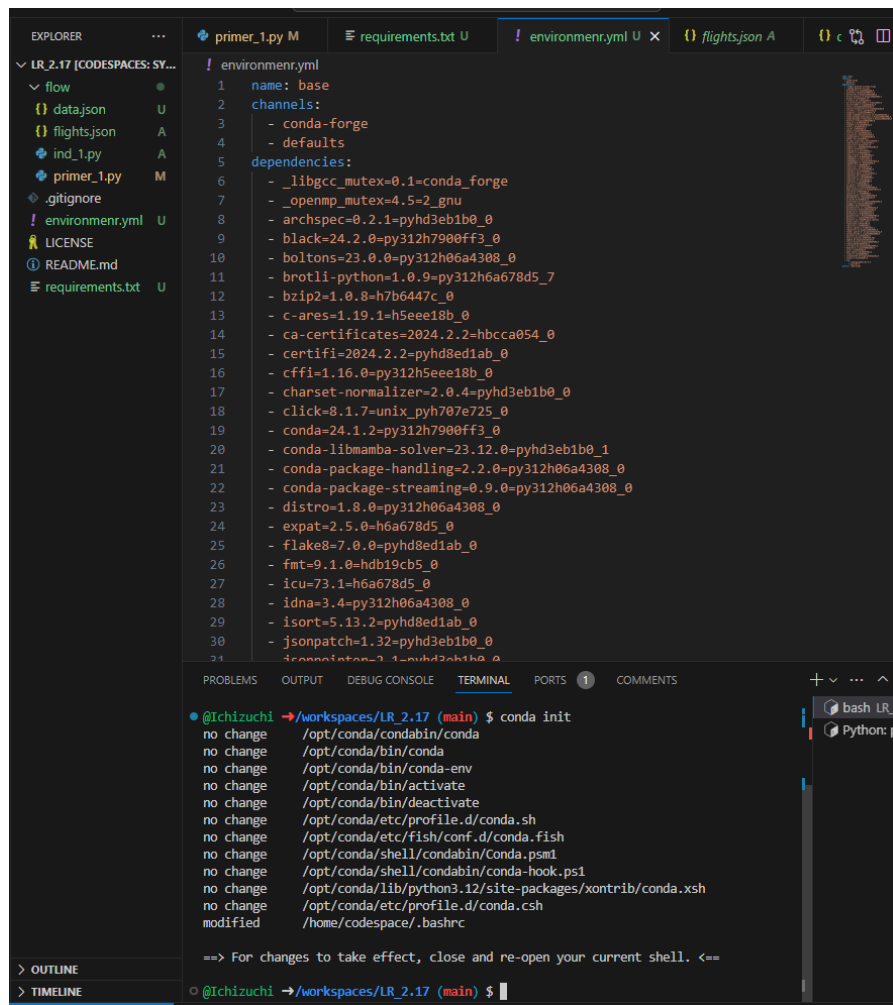 EXPLORER ···
LR_2.17 [CODESPACES: SY...
flow
data.json U
flights.json A
ind_1.py A
primer_1.py M
.gitignore
environmenr.yml U
LICENSE
README.md
requirements.txt U
OUTLINE
TIMELINE
primer_1.py M requirements.txt U environmenr.yml U flights.json A
environmenr.yml
1 name: base
2 channels:
3 - conda-forge
4 - defaults
5 dependencies:
6 - _libgcc_mutex=0.1=conda_forge
7 - _openmp_mutex=4.5=2_gnu
8 - archspec=0.2.1=pyhd3eb1b0_0
9 - black=24.2.0=py312h7900ff3_0
10 - boltons=23.0.0=py312h06a4308_0
11 - brotli-python=1.0.9=py312h6a678d5_7
12 - bzip2=1.0.8=h7b6447c_0
13 - c-ares=1.19.1=h5eee18b_0
14 - ca-certificates=2024.2.2=hbcca054_0
15 - certifi=2024.2.2=pyhd8ed1ab_0
16 - cffi=1.16.0=py312h5eee18b_0
17 - charset-normalizer=2.0.4=pyhd3eb1b0_0
18 - click=8.1.7=unix_pyh707e725_0
19 - conda=24.1.2=py312h7900ff3_0
20 - conda-libmamba-solver=23.12.0=pyhd3eb1b0_1
21 - conda-package-handling=2.2.0=py312h06a4308_0
22 - conda-package-streaming=0.9.0=py312h06a4308_0
23 - distro=1.8.0=py312h06a4308_0
24 - expat=2.5.0=h6a678d5_0
25 - flake8=7.0.0=pyhd8ed1ab_0
26 - fmt=9.1.0=hdb19cb5_0
27 - icu=73.1=h6a678d5_0
28 - idna=3.4=py312h06a4308_0
29 - isort=5.13.2=pyhd8ed1ab_0
30 - jsonpatch=1.32=pyhd3eb1b0_0
31 - jsonpointer=2.1=pyhd3eb1b0_0
PROBLEMS OUTPUT DEBUG CONSOLE TERMINAL PORTS 1 COMMENTS
@Ichizuchi ➜/workspaces/LR_2.17 (main) $ conda init
no change /opt/conda/condabin/conda
no change /opt/conda/bin/conda
no change /opt/conda/bin/conda-env
no change /opt/conda/bin/activate
no change /opt/conda/bin/deactivate
no change /opt/conda/etc/profile.d/conda.sh
no change /opt/conda/etc/fish/conf.d/conda.fish
no change /opt/conda/shell/condabin/Conda.psm1
no change /opt/conda/shell/condabin/conda-hook.ps1
no change /opt/conda/lib/python3.12/site-packages/xontrib/conda.xsh
no change /opt/conda/etc/profile.d/conda.csh
modified /home/codespace/.bashrc
==> For changes to take effect, close and re-open your current shell. <==
@Ichizuchi ➜/workspaces/LR_2.17 (main) $
bash LR_
Python: